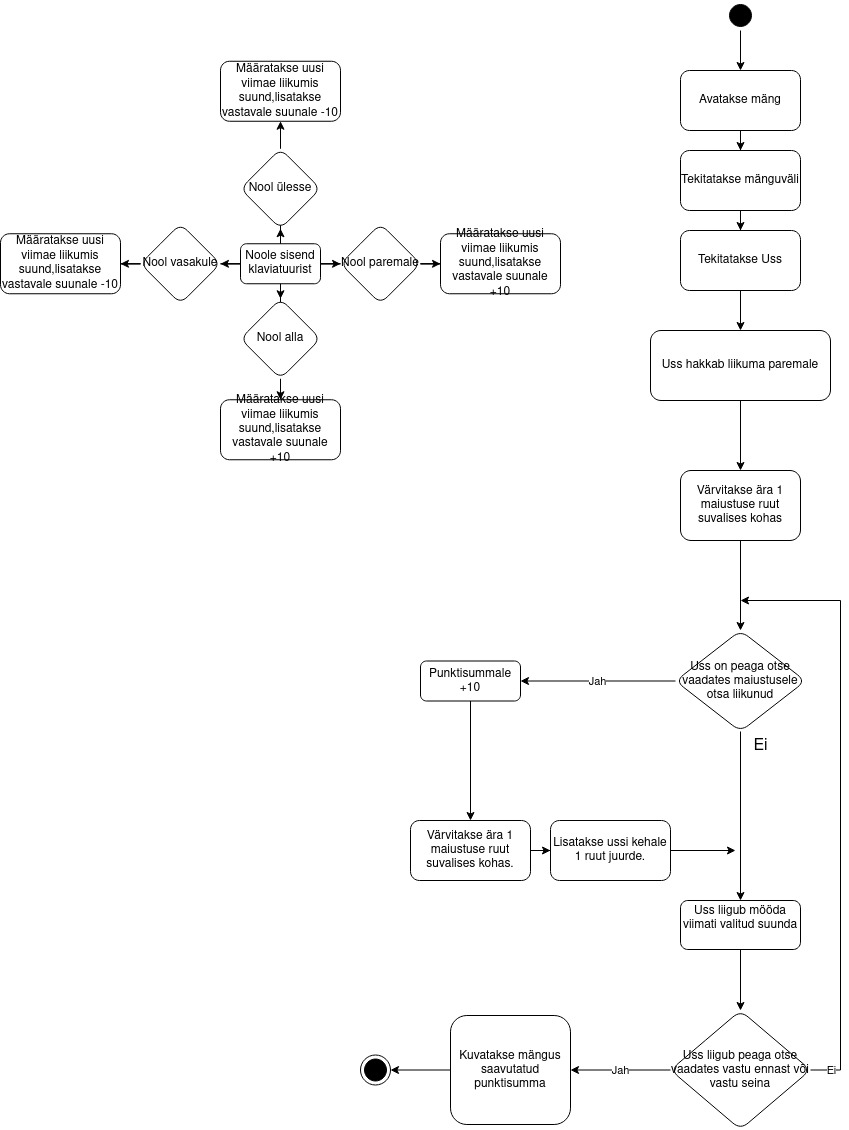 Määratakse uusi
viimae liikumis
suund,lisatakse
vastavale suunale -10
Nool ülesse
Määratakse uusi
viimae liikumis
suund,lisatakse
vastavale suunale -10
Nool vasakule
Noole sisend
klaviatuurist
Nool paremale
Määratakse uusi
viimae liikumis
suund,lisatakse
vastavale suunale
+10
Nool alla
Määratakse uusi
viimae liikumis
suund,lisatakse
vastavale suunale
+10
Avatakse mäng
Tekitatakse mänguväli
Tekitatakse Uss
Uss hakkab liikuma paremale
Värvitakse ära 1
maiustuse ruut
suvalises kohas
Uss on peaga otse
vaadates maiustusele
otsa liikunud
Jah
Punktisummale
+10
Ei
Värvitakse ära 1
maiustuse ruut
suvalises kohas.
Lisatakse ussi kehale
1 ruut juurde.
Uss liigub mööda
viimati valitud suunda
Uss liigub peaga otse
vaadates vastu ennast või
vastu seina
Ei
Jah
Kuvatakse mängus
saavutatud
punktisumma